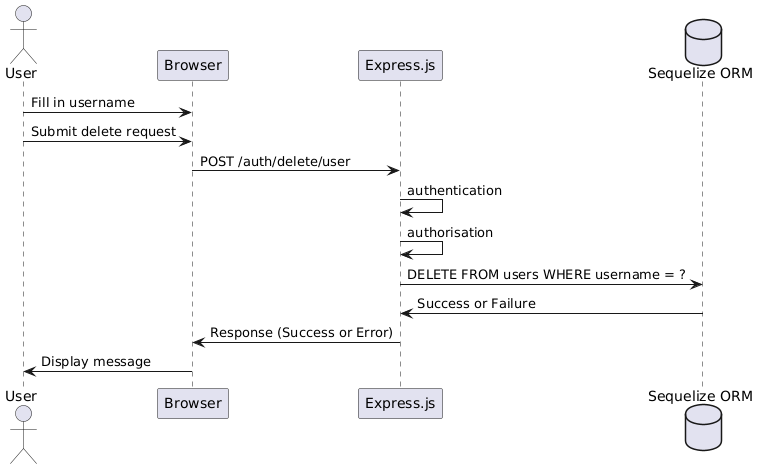 User
Browser
Express.js
Sequelize ORM
Fill in username
Submit delete request
POST /auth/delete/user
authentication
authorisation
DELETE FROM users WHERE username = ?
Success or Failure
Response (Success or Error)
Display message
User
Browser
Express.js
Sequelize ORM